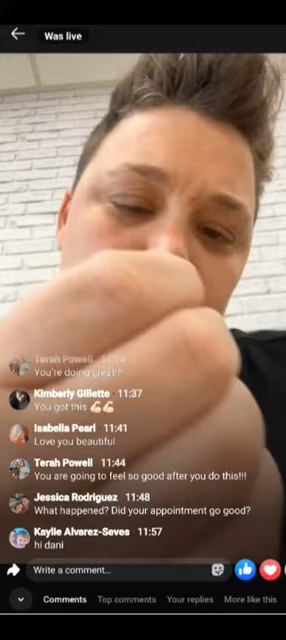 Was live
Terah Powell
You're doing great!!!
Kimberly Gillette · 11:37
You got this 💪💪
Isabella Pearl · 11:41
Love you beautiful
Terah Powell · 11:44
You are going to feel so good after you do this!!!
Jessica Rodriguez · 11:48
What happened? Did your appointment go good?
Kaylie Alvarez-Seves · 11:57
hi dani
Write a comment...
Comments Top comments Your replies More like this